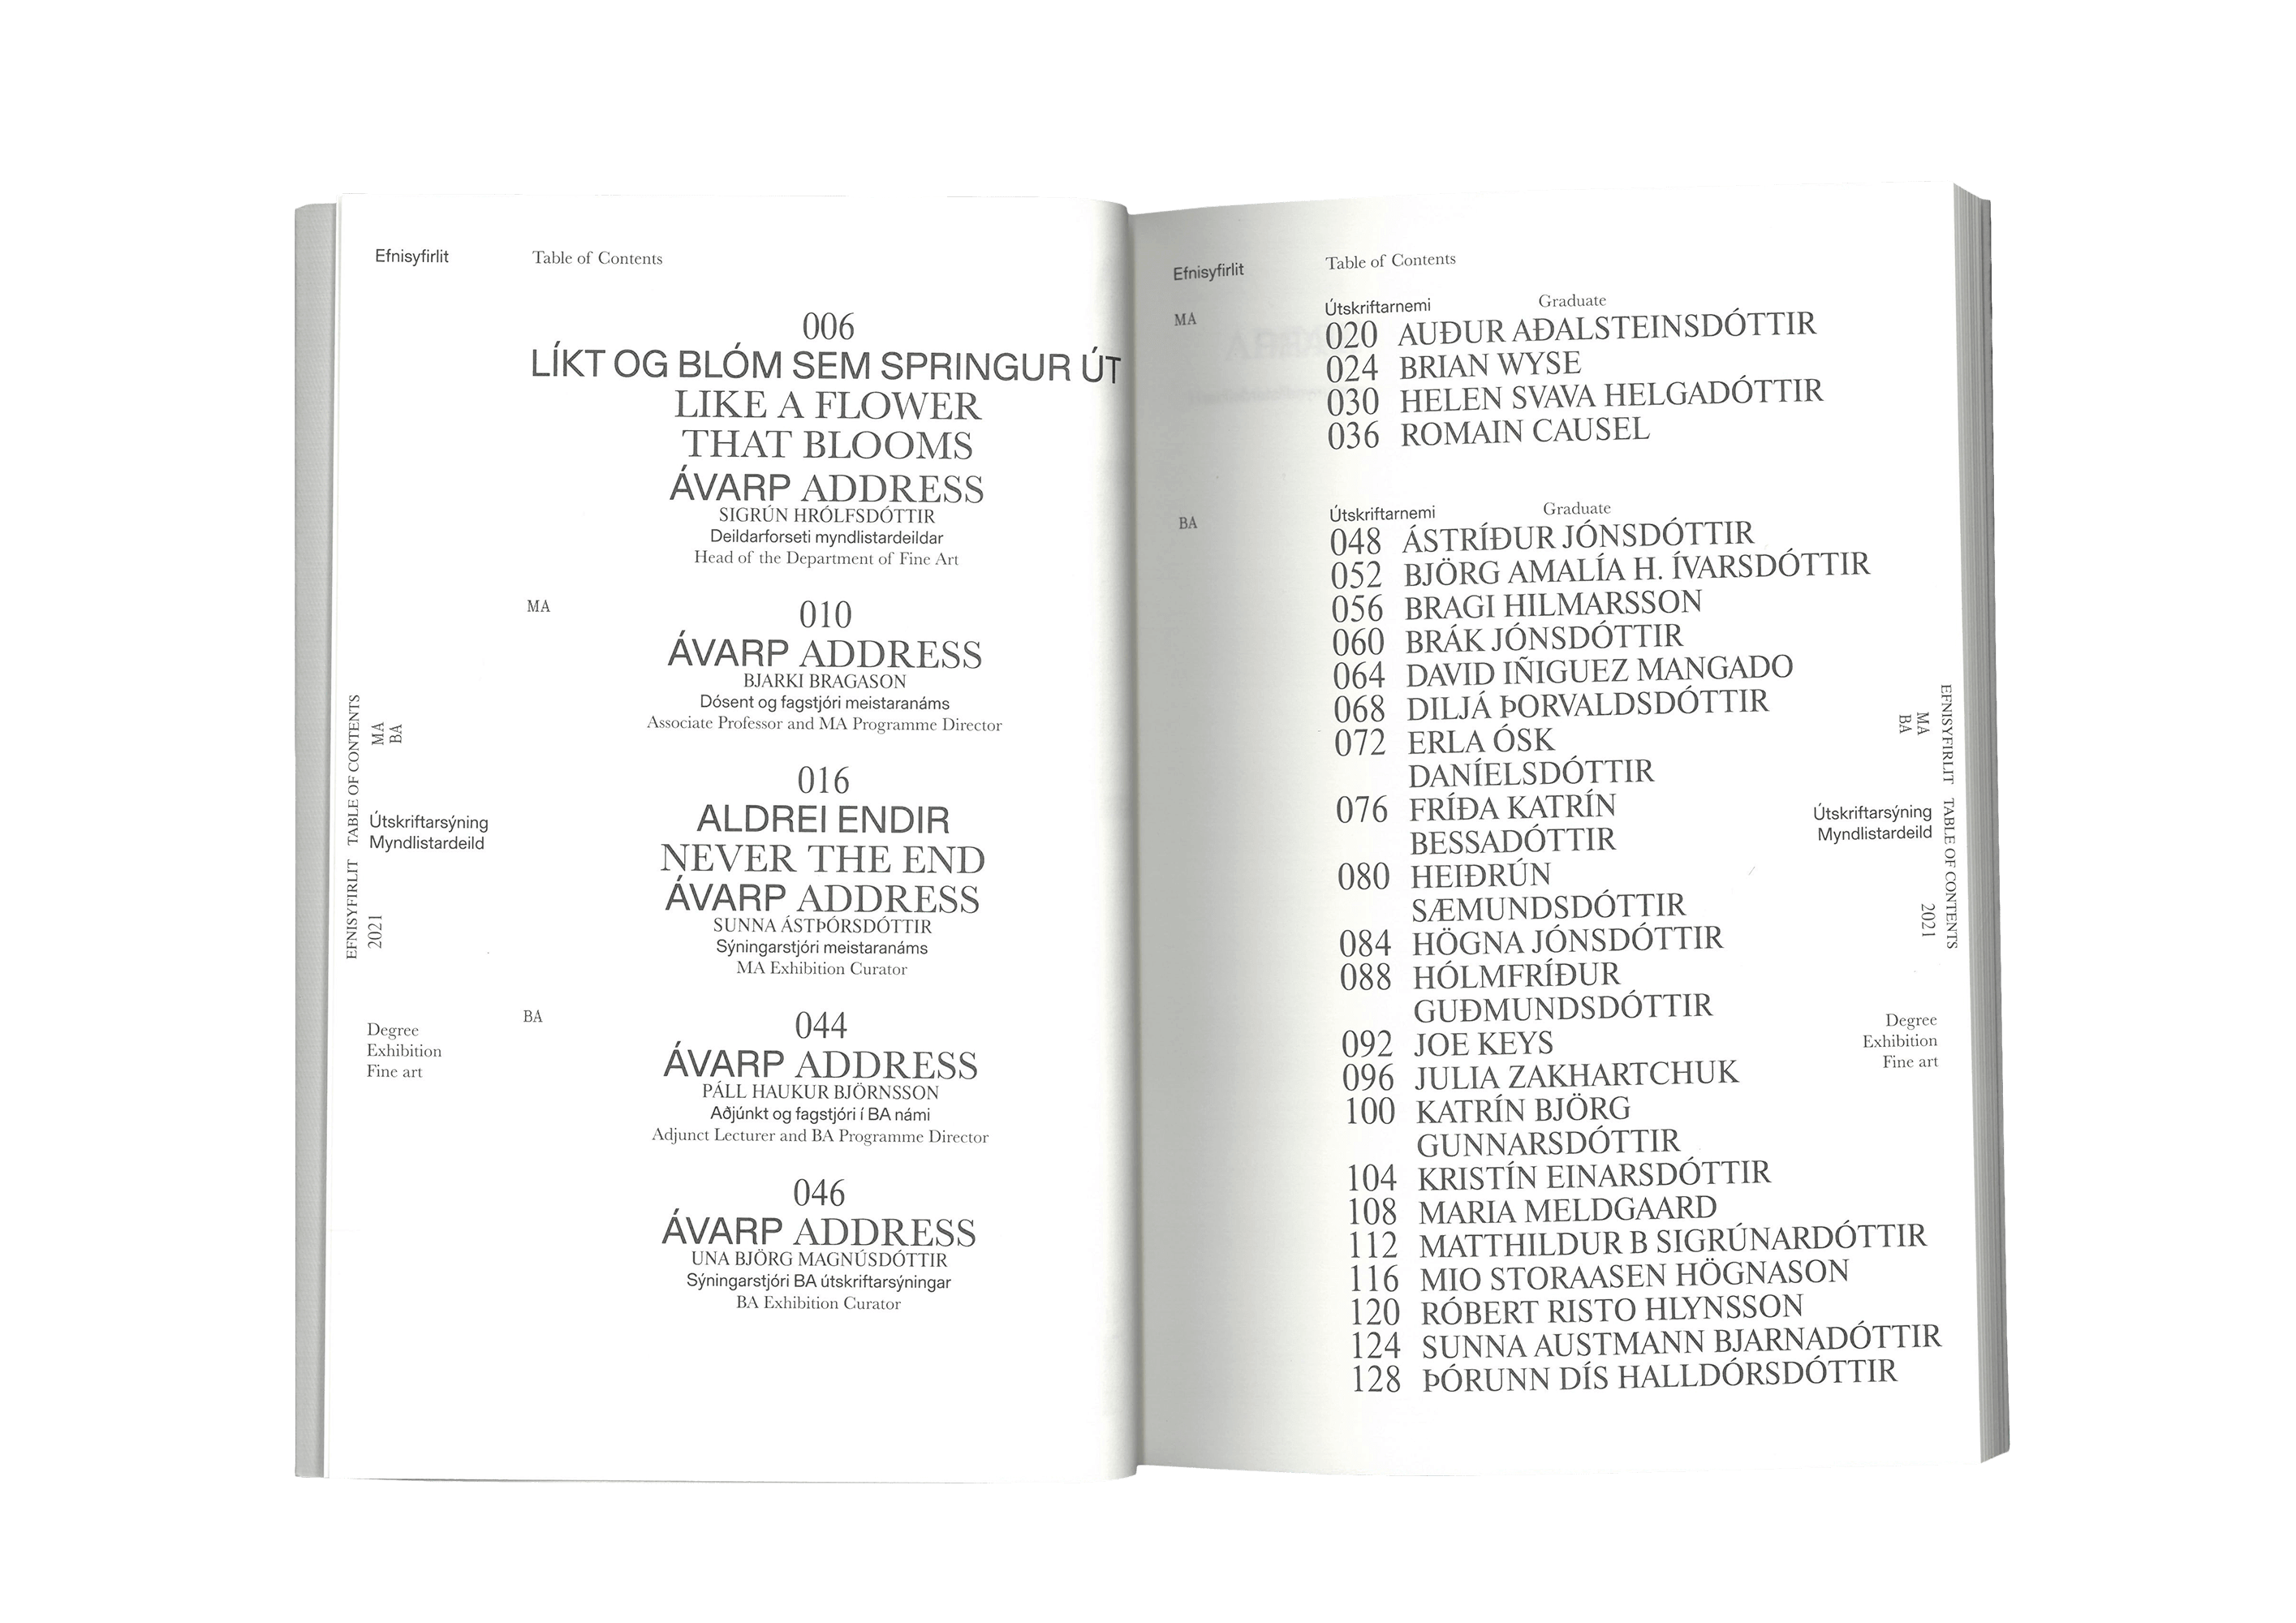 Efnisyfirlit
Table of Contents
006
LÍKT OG BLÓM SEM SPRINGUR ÚT
LIKE A FLOWER
THAT BLOOMS
ÁVARP ADDRESS
SIGRÚN HRÓLFSDÓTTIR
Deildarforseti myndlistardeildar
Head of the Department of Fine Art
MA
010
ÁVARP ADDRESS
BJARKI BRAGASON
Dósent og fagstjóri meistaranáms
Associate Professor and MA Programme Director
016
ALDREI ENDIR
NEVER THE END
ÁVARP ADDRESS
SUNNA ÁSTÞÓRSDÓTTIR
Sýningarstjóri meistaranáms
MA Exhibition Curator
BA
044
ÁVARP ADDRESS
PÁLL HAUKUR BJÖRNSSON
Aðjúnkt og fagstjóri í BA námi
Adjunct Lecturer and BA Programme Director
046
ÁVARP ADDRESS
UNA BJÖRG MAGNÚSDÓTTIR
Sýningarstjóri BA útskriftarsýningar
BA Exhibition Curator
EFNISYFIRLIT TABLE OF CONTENTS
MA
BA
Útskriftarsýning
Myndlistardeild
2021
Degree
Exhibition
Fine art
Efnisyfirlit
Table of Contents
MA
Útskriftarnemi Graduate
020 AUÐUR AÐALSTEINSDÓTTIR
024 BRIAN WYSE
030 HELEN SVAVA HELGADÓTTIR
036 ROMAIN CAUSEL
BA
Útskriftarnemi Graduate
048 ÁSTRÍÐUR JÓNSDÓTTIR
052 BJÖRG AMALÍA H. ÍVARSDÓTTIR
056 BRAGI HILMARSSON
060 BRÁK JÓNSDÓTTIR
064 DAVID IÑIGUEZ MANGADO
068 DILJÁ ÞORVALDSDÓTTIR
072 ERLA ÓSK
DANÍELSDÓTTIR
076 FRÍÐA KATRÍN
BESSADÓTTIR
080 HEIÐRÚN
SÆMUNDSDÓTTIR
084 HÖGNA JÓNSDÓTTIR
088 HÓLMFRÍÐUR
GUÐMUNDSDÓTTIR
092 JOE KEYS
096 JULIA ZAKHARTCHUK
100 KATRÍN BJÖRG
GUNNARSDÓTTIR
104 KRISTÍN EINARSDÓTTIR
108 MARIA MELDGAARD
112 MATTHILDUR B SIGRÚNARDÓTTIR
116 MIO STORAASEN HÖGNASON
120 RÓBERT RISTO HLYNSSON
124 SUNNA AUSTMANN BJARNADÓTTIR
128 ÞÓRUNN DÍS HALLDÓRSDÓTTIR
EFNISYFIRLIT TABLE OF CONTENTS
MA
BA
Útskriftarsýning
Myndlistardeild
2021
Degree
Exhibition
Fine art